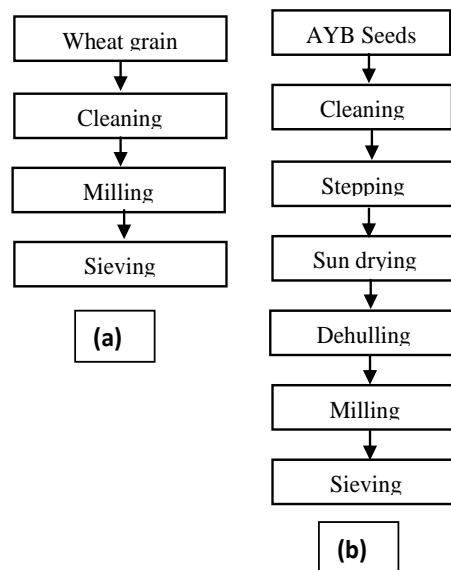 Wheat grain
Cleaning
Milling
Sieving
(a)
AYB Seeds
Cleaning
Stepping
Sun drying
Dehulling
Milling
Sieving
(b)